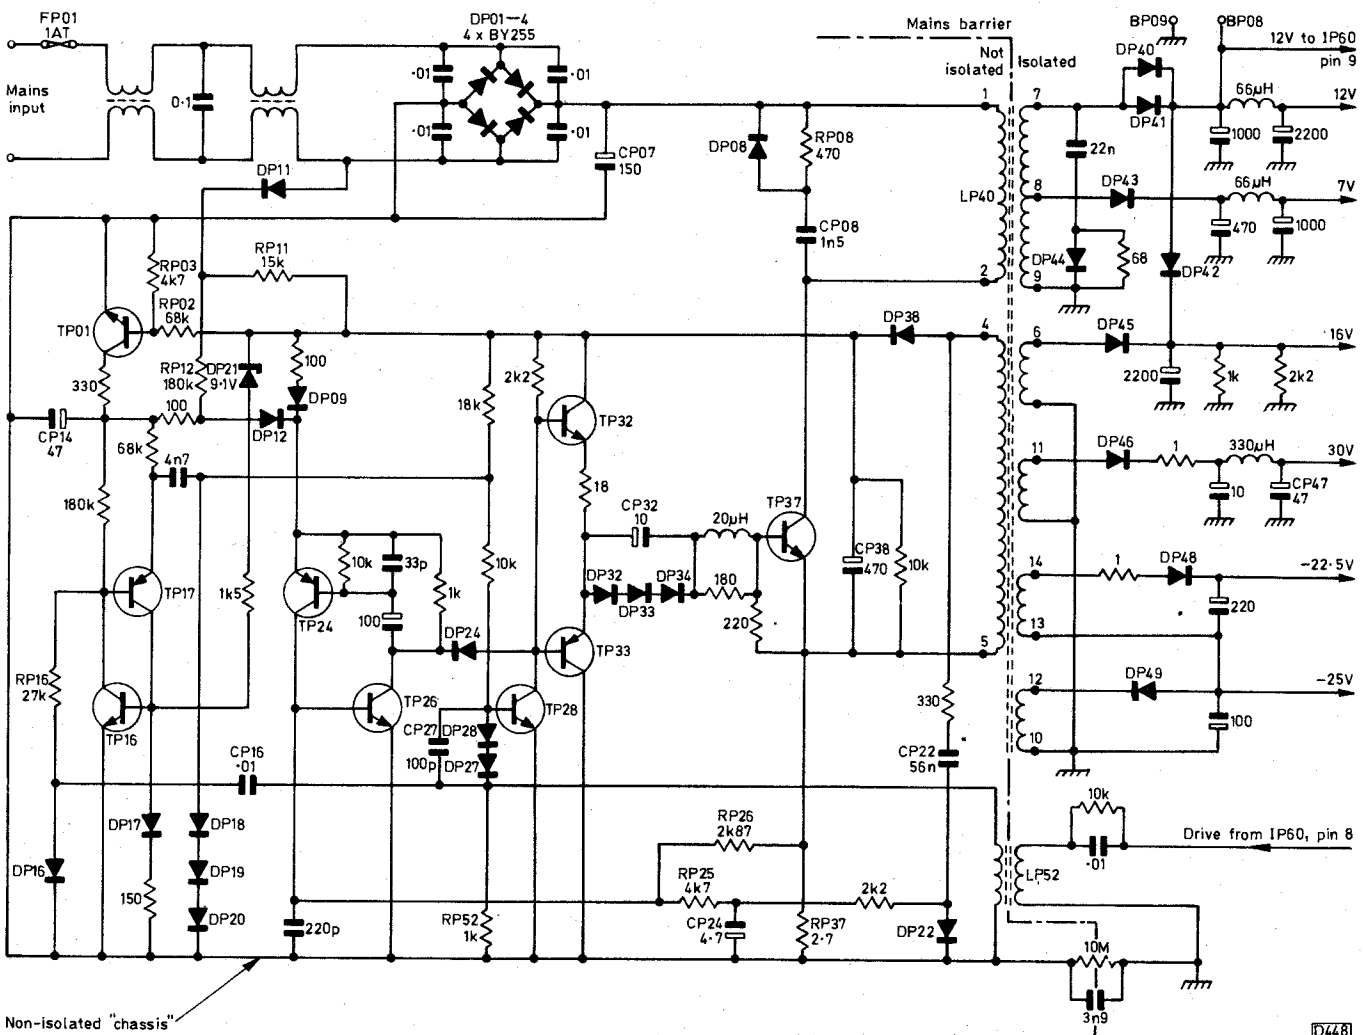 FP01
1AT
Mains
input
0·1
DP01—4
4 x BY255
·01
·01
·01
·01
DP11
CP07
150
Mains barrier
Not
isolated
Isolated
DP08
RP08
470
CP08
1n5
LP40
1
2
4
5
7
8
9
6
11
14
13
12
10
BP09
BP08
12V to IP60
pin 9
DP40
DP41
66µH
12V
1000
2200
22n
DP43
66µH
7V
470
1000
DP44
68
DP42
DP45
16V
2200
1k
2k2
DP46
1
330µH
30V
10
CP47
47
1
DP48
-22·5V
220
DP49
-25V
100
RP03
4k7
RP11
15k
RP02
68k
TP01
330
RP12
180k
DP21
9·1V
100
DP09
100
DP12
CP14
47
68k
4n7
180k
18k
2k2
TP32
18
DP38
CP32
10
20µH
TP37
DP32
DP33
DP34
180
220
CP38
470
10k
TP17
1k5
10k
33p
1k
10k
TP24
100
DP24
TP33
RP16
27k
TP16
TP26
CP27
100p
DP28
DP27
TP28
330
CP22
56n
CP16
·01
DP17
DP18
DP16
DP19
150
DP20
220p
RP52
1k
RP26
2k87
RP25
4k7
2k2
CP24
4·7
RP37
2·7
DP22
10k
·01
Drive from IP60, pin 8
LP52
10M
3n9
Non-isolated "chassis"
D448